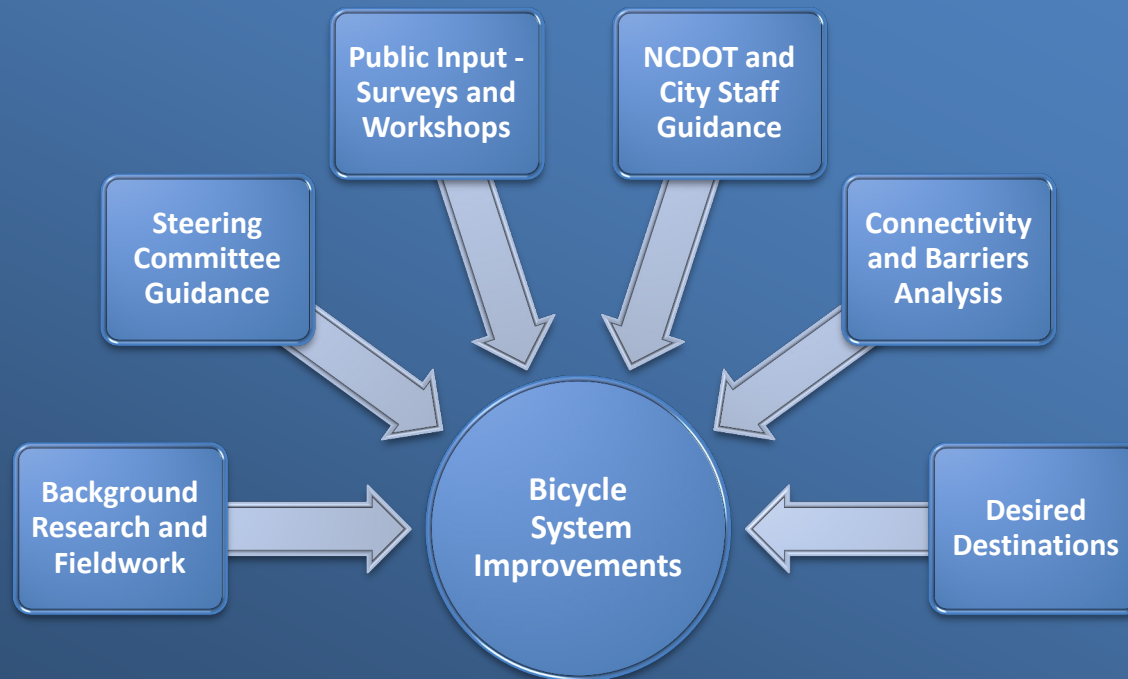 Public Input -
Surveys and
Workshops
NCDOT and
City Staff
Guidance
Steering
Committee
Guidance
Connectivity
and Barriers
Analysis
Background
Research and
Fieldwork
Bicycle
System
Improvements
Desired
Destinations